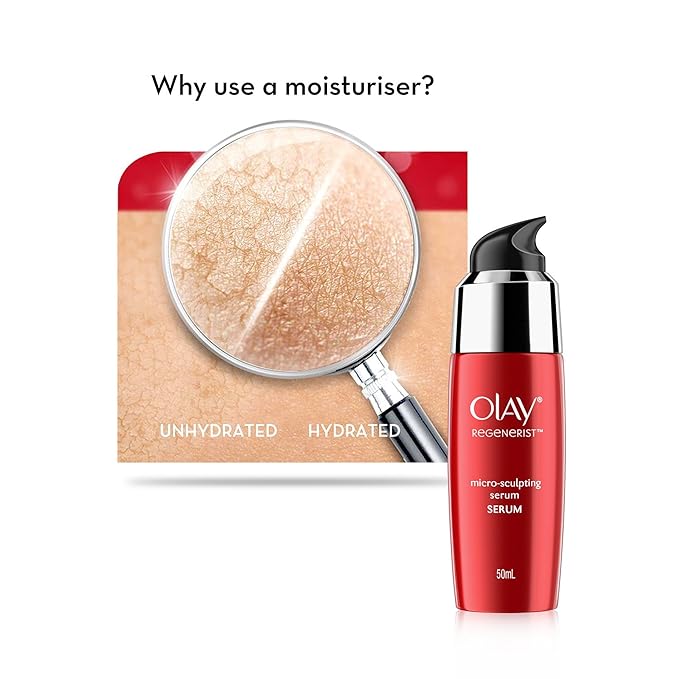 Why use a moisturiser?
UNHYDRATED HYDRATED
OLAY®
REGENERIST™
micro-sculpting
serum
SERUM
50mL